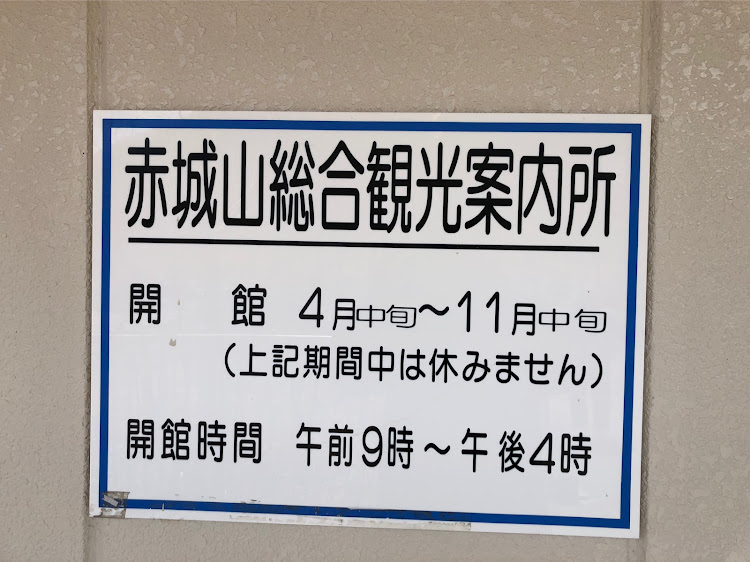 赤城山総合観光案内所
開　館　4月中旬～11月中旬
（上記期間中は休みません）
開館時間　午前9時～午後4時